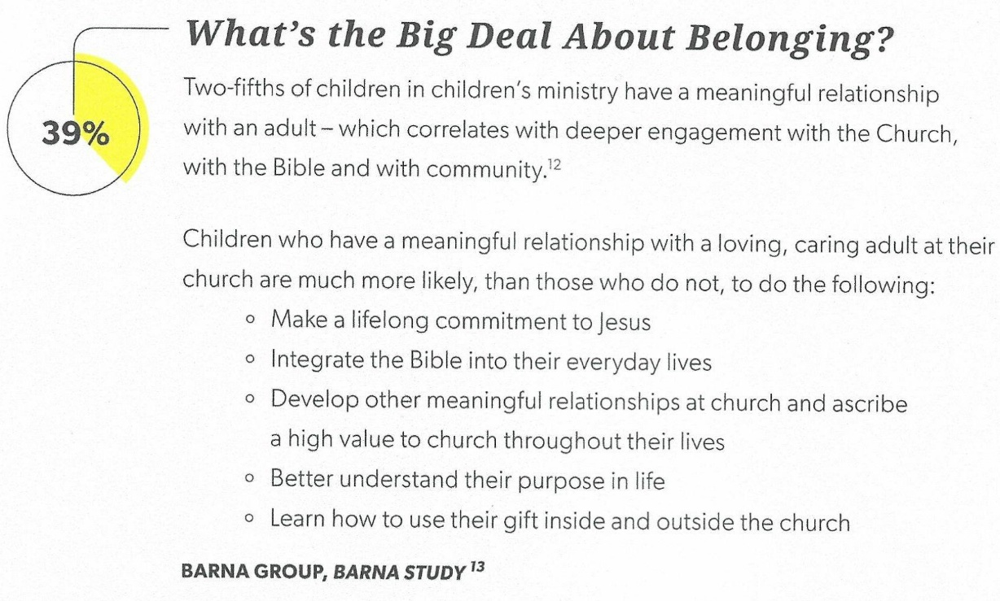 What's the Big Deal About Belonging?
39%
Two-fifths of children in children's ministry have a meaningful relationship
with an adult – which correlates with deeper engagement with the Church,
with the Bible and with community.12
Children who have a meaningful relationship with a loving, caring adult at their
church are much more likely, than those who do not, to do the following:
o Make a lifelong commitment to Jesus
o Integrate the Bible into their everyday lives
o Develop other meaningful relationships at church and ascribe
a high value to church throughout their lives
o Better understand their purpose in life
o Learn how to use their gift inside and outside the church
BARNA GROUP, BARNA STUDY 13